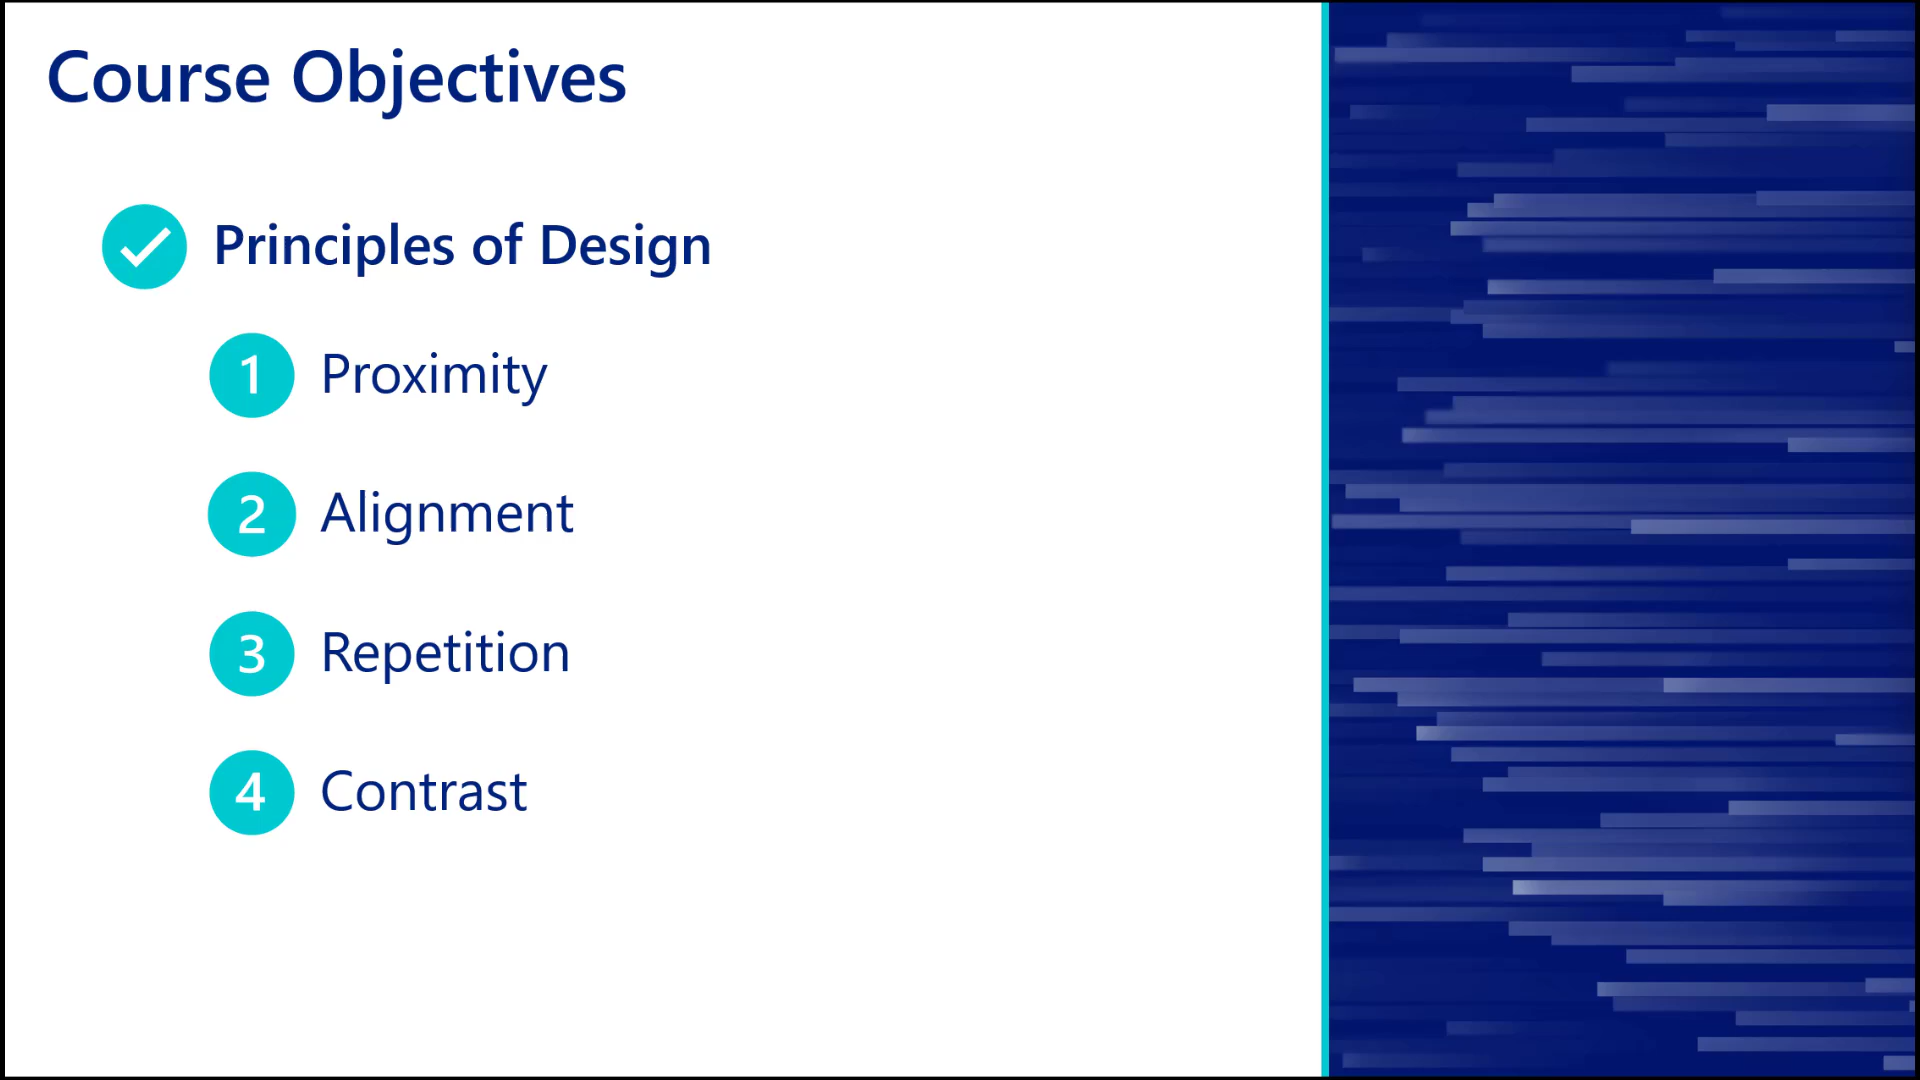 Course Objectives
Principles of Design
1 Proximity
2 Alignment
3 Repetition
4 Contrast